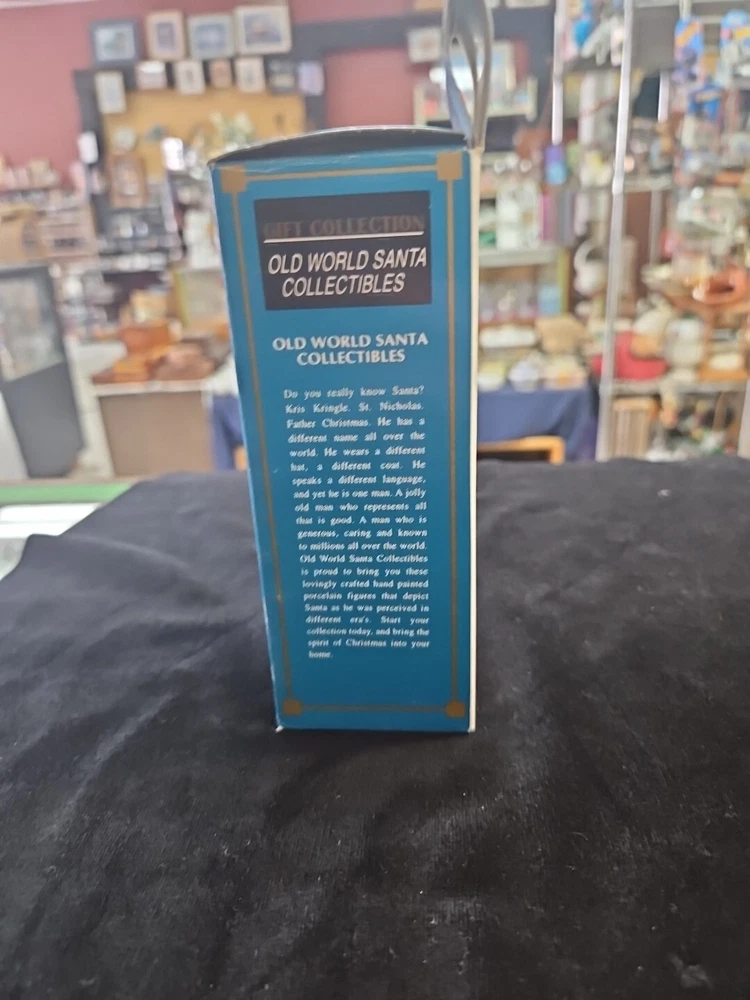 GIFT COLLECTION
OLD WORLD SANTA
COLLECTIBLES
OLD WORLD SANTA
COLLECTIBLES
Do you really know Santa?
Kris Kringle. St. Nicholas.
Father Christmas. He has a
different name all over the
world. He wears a different
hat, a different coat. He
speaks a different language,
and yet he is one man. A jolly
old man who represents all
that is good. A man who is
generous, caring and known
to millions all over the world.
Old World Santa Collectibles
is proud to bring you these
lovingly crafted hand painted
porcelain figures that depict
Santa as he was perceived in
different era's. Start your
collection today, and bring the
spirit of Christmas into your
home.